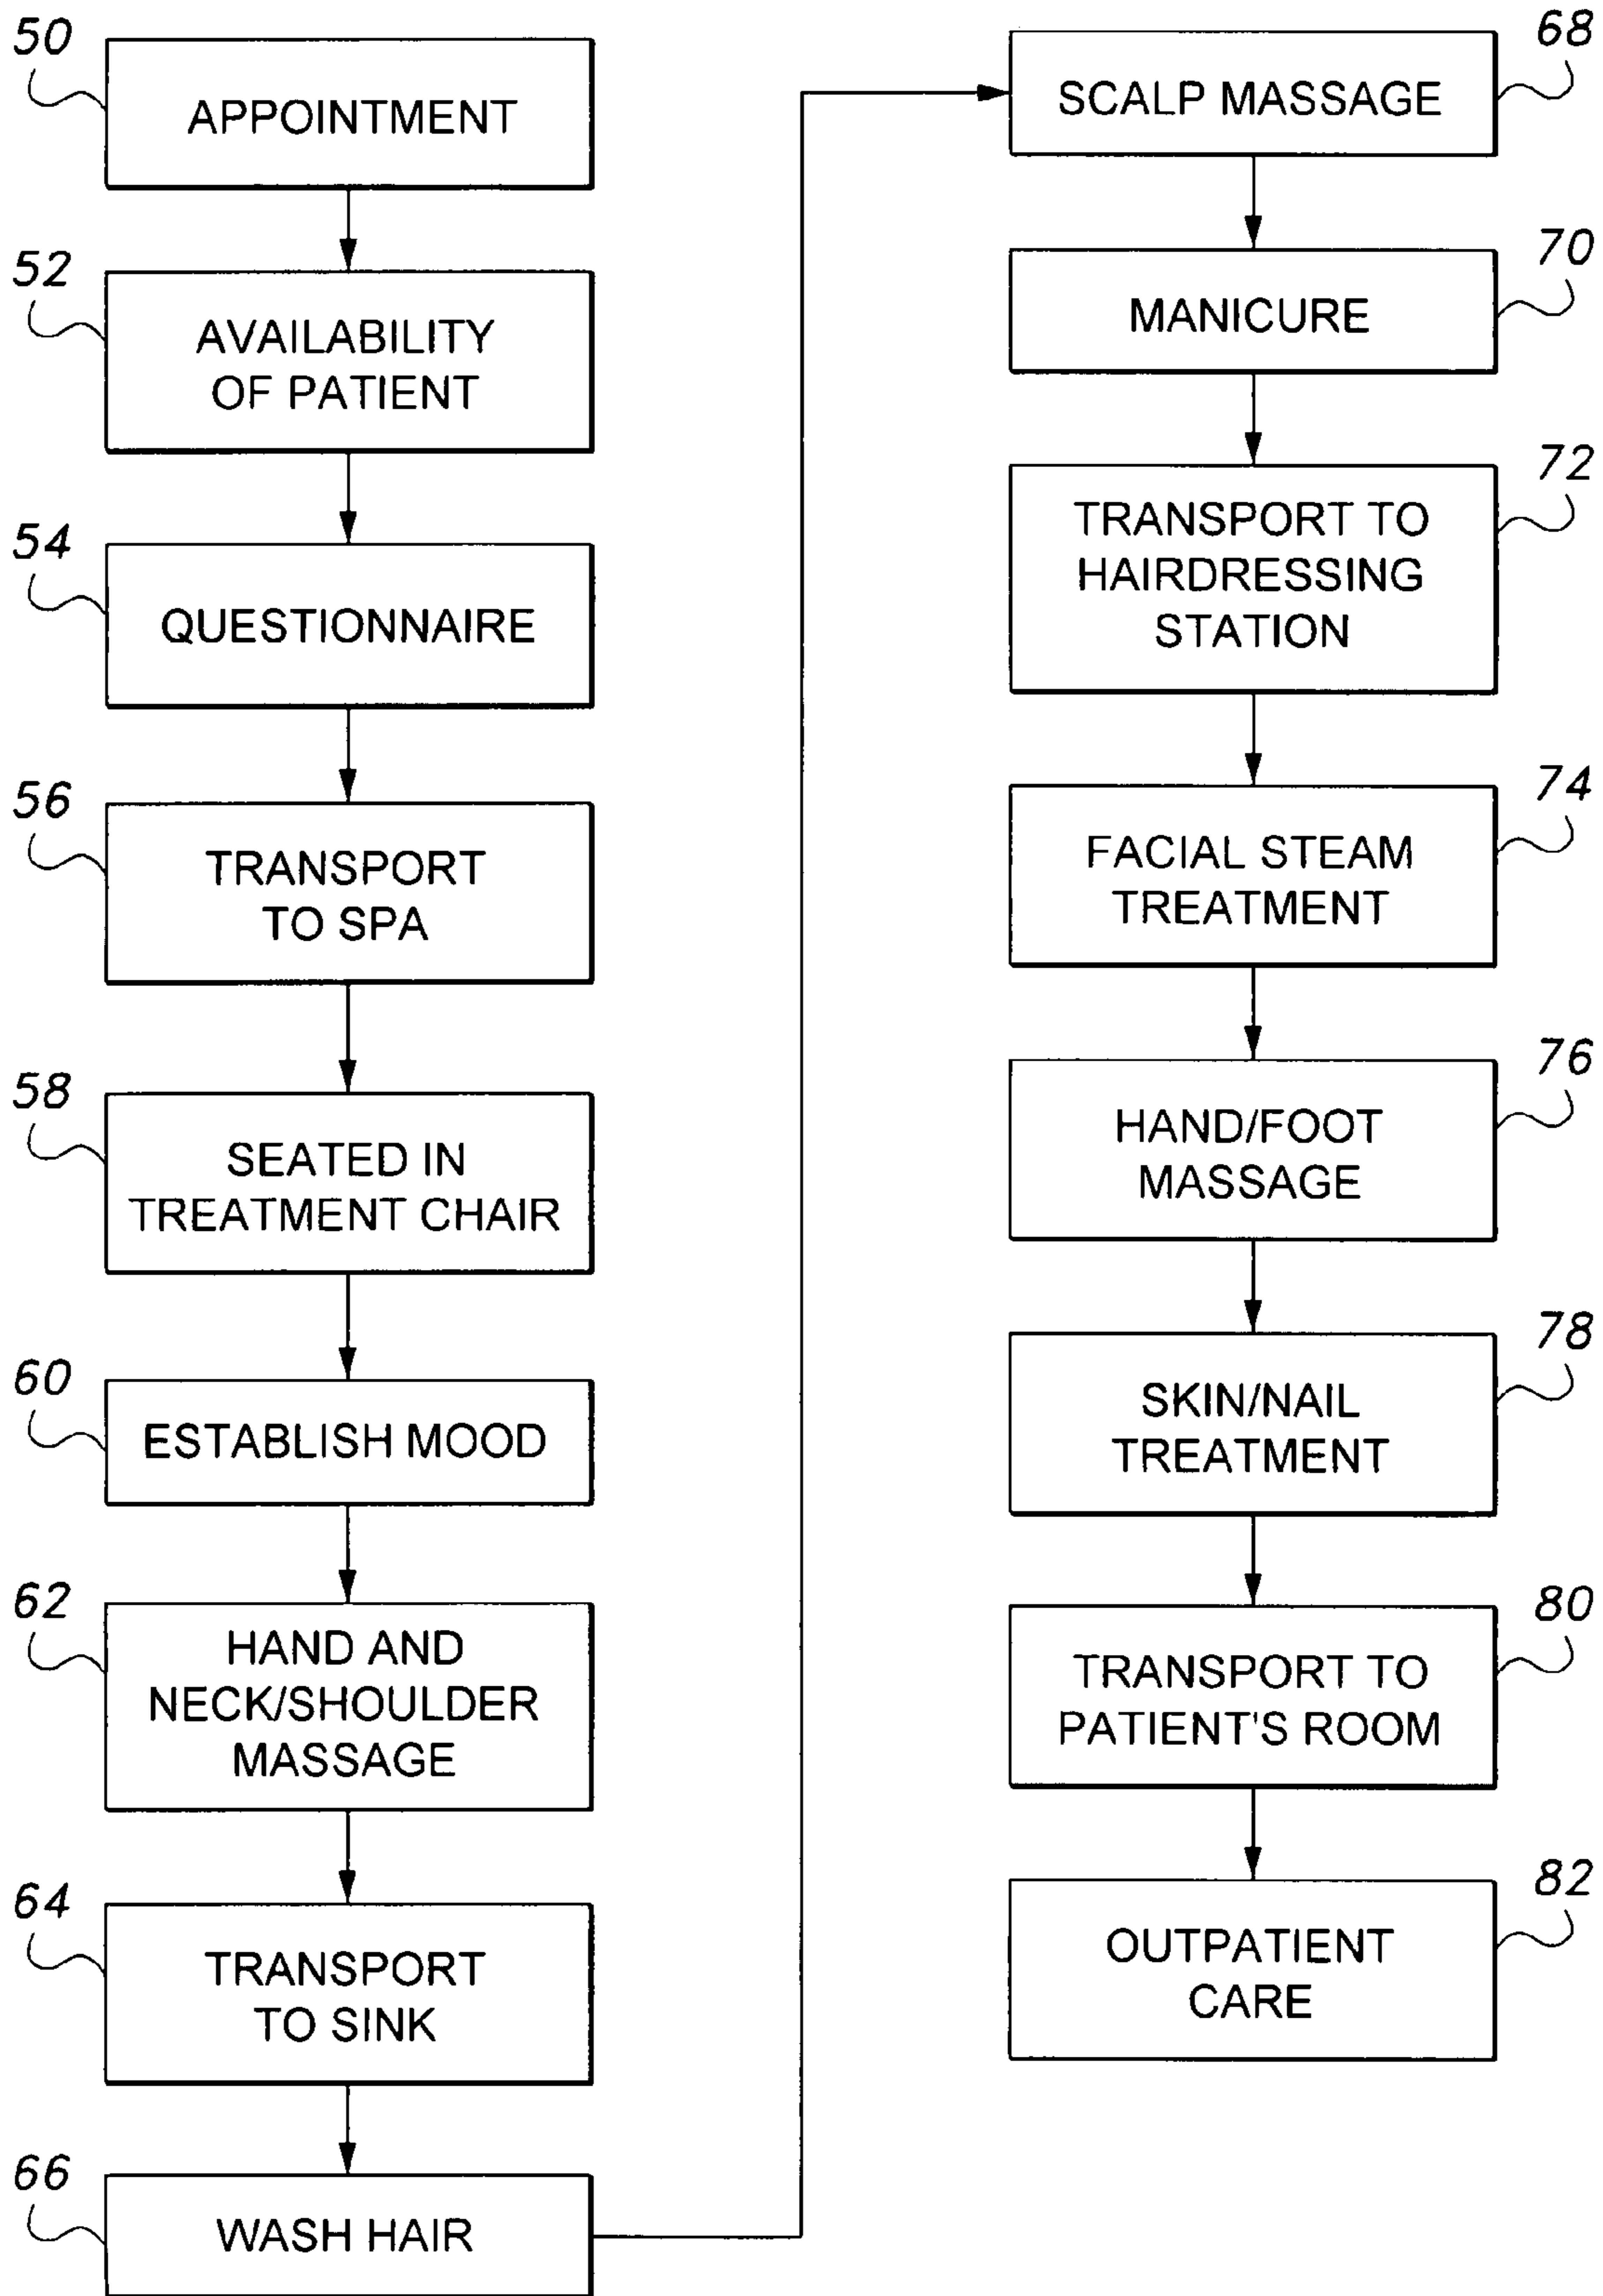 50
APPOINTMENT
52
AVAILABILITY
OF PATIENT
54
QUESTIONNAIRE
56
TRANSPORT
TO SPA
58
SEATED IN
TREATMENT CHAIR
60
ESTABLISH MOOD
62
HAND AND
NECK/SHOULDER
MASSAGE
64
TRANSPORT
TO SINK
66
WASH HAIR
68
SCALP MASSAGE
70
MANICURE
72
TRANSPORT TO
HAIRDRESSING
STATION
74
FACIAL STEAM
TREATMENT
76
HAND/FOOT
MASSAGE
78
SKIN/NAIL
TREATMENT
80
TRANSPORT TO
PATIENT'S ROOM
82
OUTPATIENT
CARE